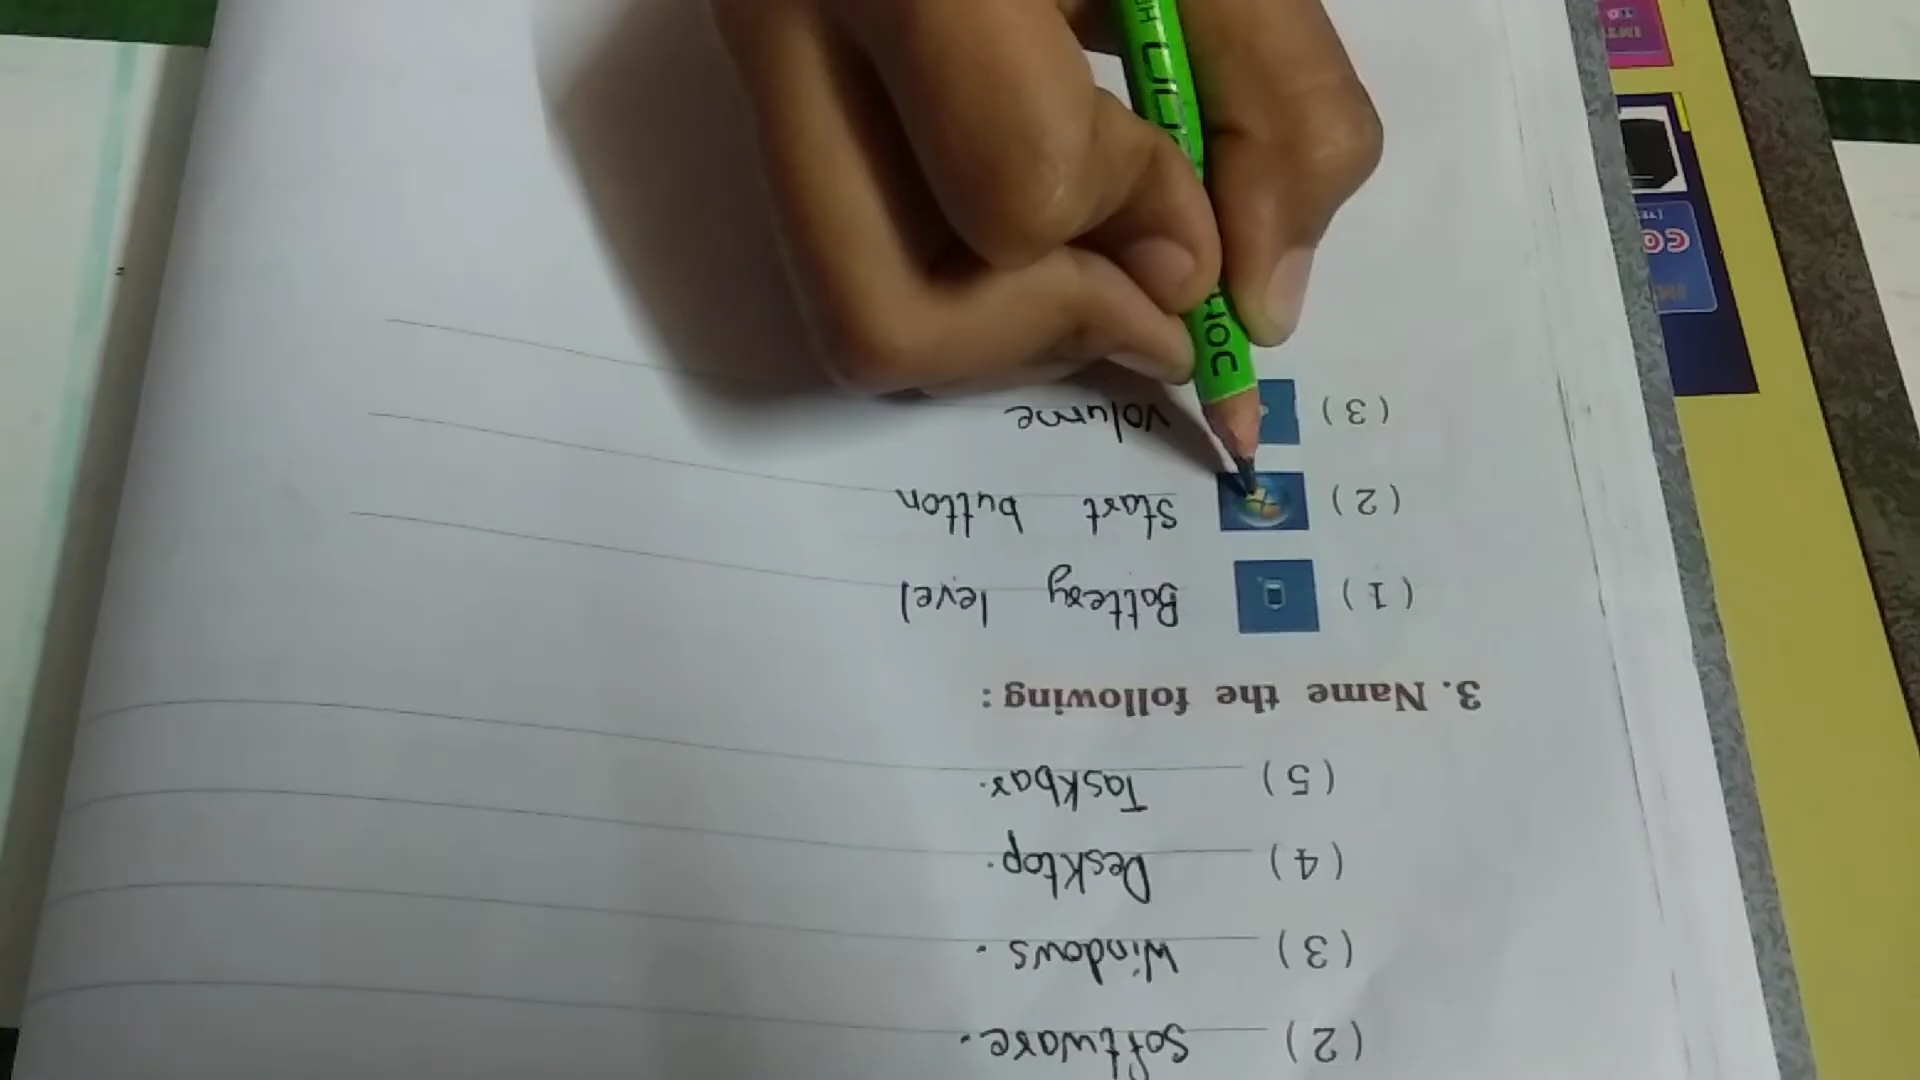 (2) Software.
(3) Windows.
(4) Desktop.
(5) Taskbar.
3. Name the following :
(1) Battery level
(2) Start button
(3) volume